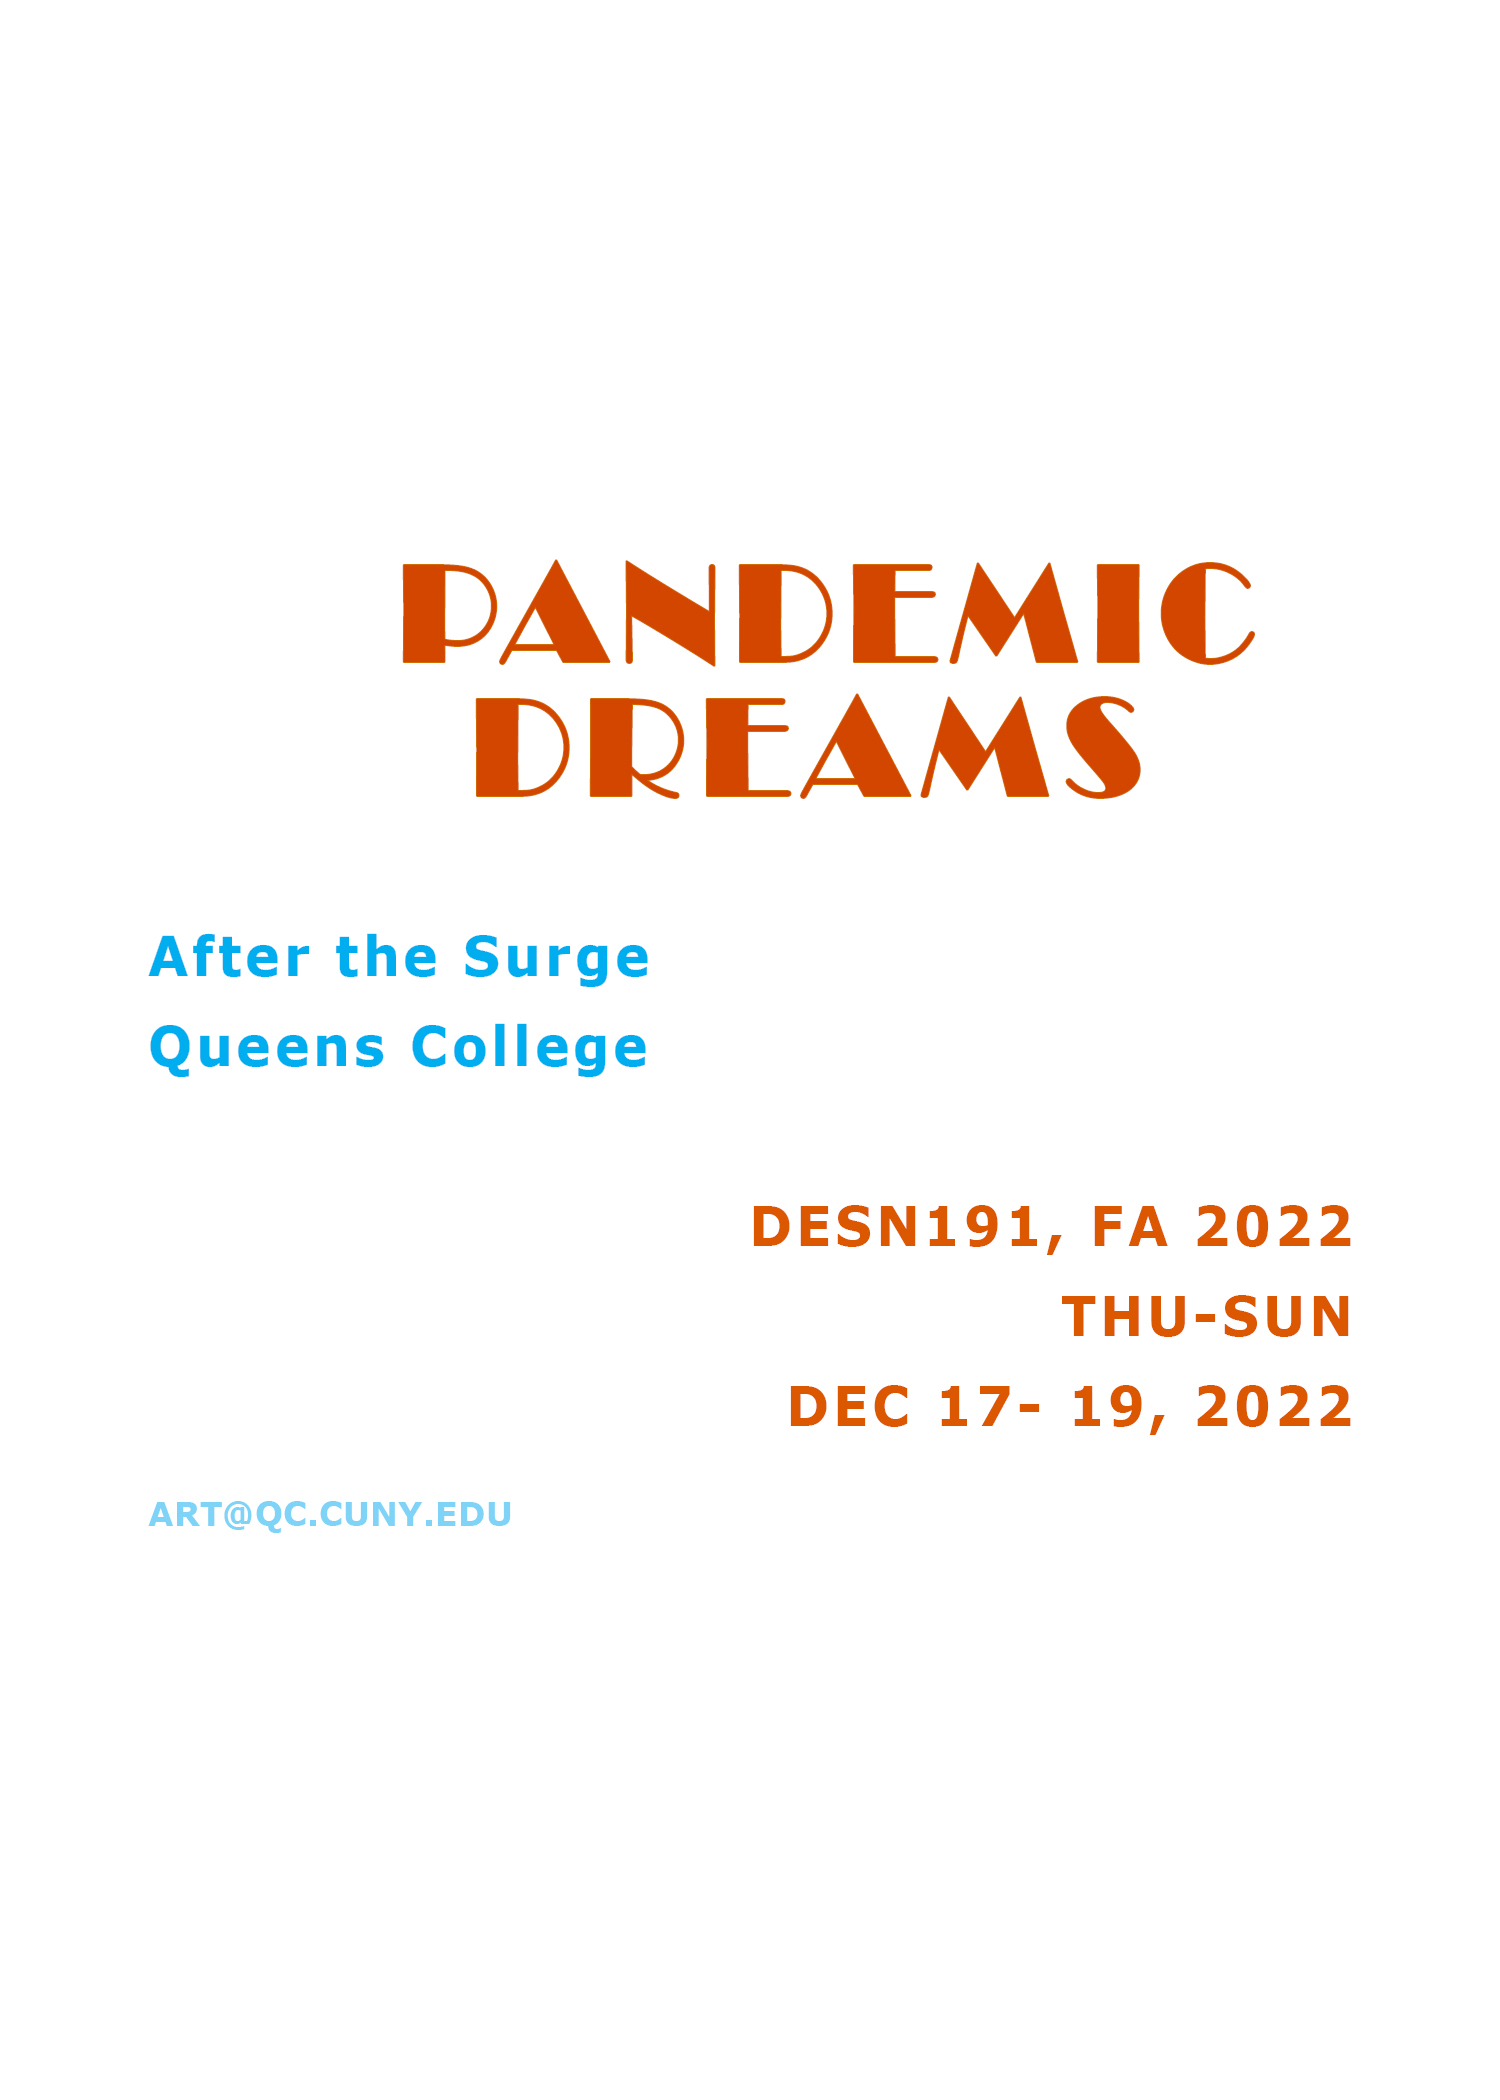 PANDEMIC
DREAMS
After the Surge
Queens College
DESN191, FA 2022
THU-SUN
DEC 17- 19, 2022
ART@QC.CUNY.EDU